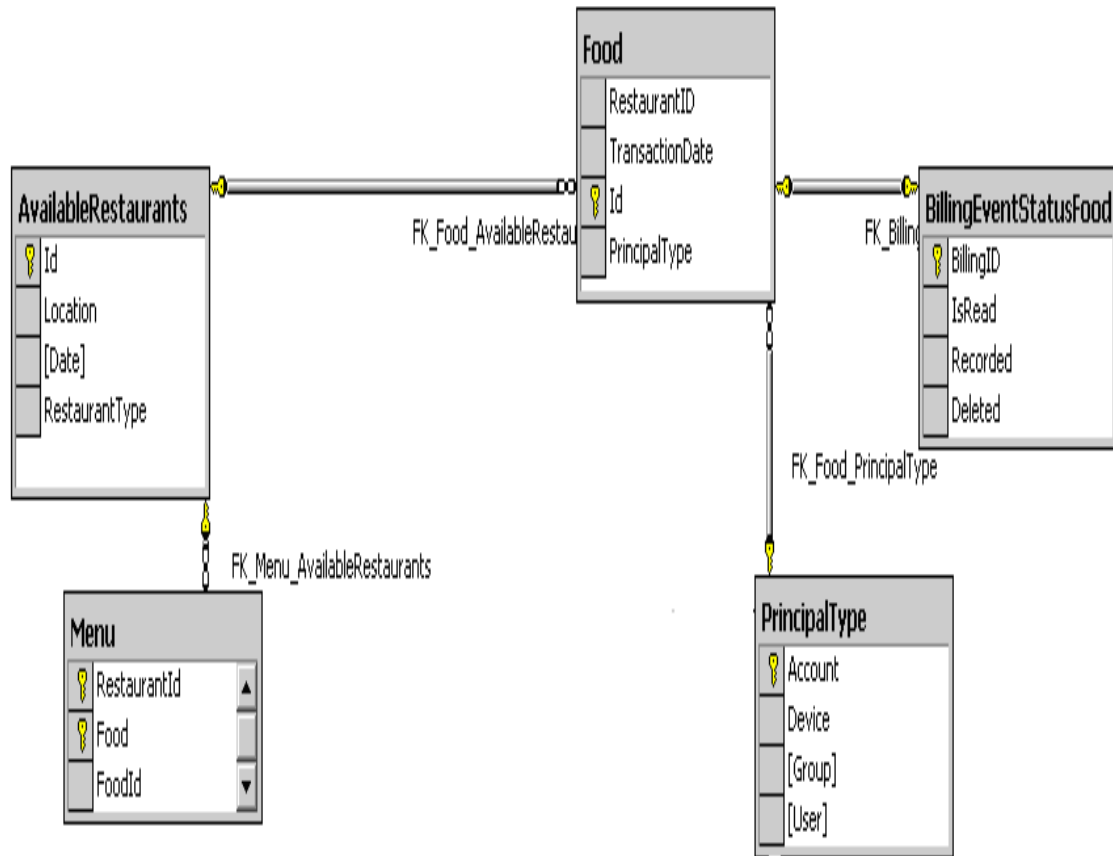 Food
RestaurantID
TransactionDate
Id
PrincipalType
AvailableRestaurants
Id
Location
[Date]
RestaurantType
FK_Food_AvailableRestau
FK_Billing
BillingEventStatusFood
BillingID
IsRead
Recorded
Deleted
FK_Food_PrincipalType
FK_Menu_AvailableRestaurants
Menu
RestaurantId
Food
FoodId
PrincipalType
Account
Device
[Group]
[User]